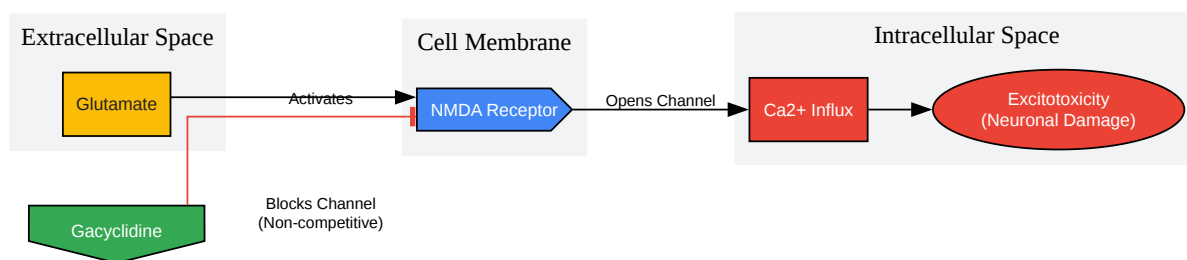 Extracellular Space
Cell Membrane
Intracellular Space
Glutamate
Activates
NMDA Receptor
Opens Channel
Ca2+ Influx
Excitotoxicity
(Neuronal Damage)
Blocks Channel
(Non-competitive)
Gacyclidine